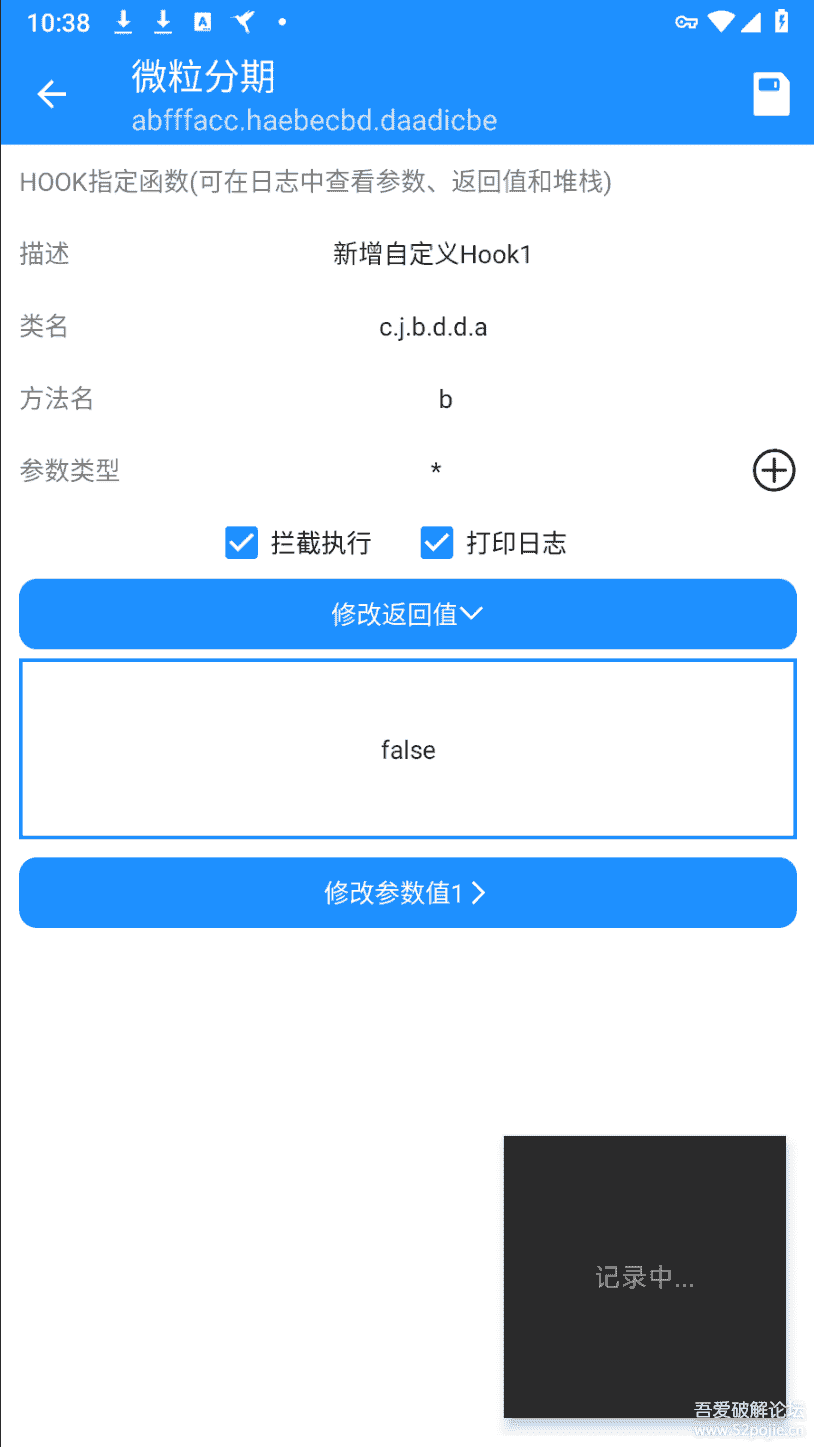 10:38
微粒分期
abfffacc.haebecbd.daadicbe
HOOK指定函数(可在日志中查看参数、返回值和堆栈)
描述 新增自定义Hook1
类名 c.j.b.d.d.a
方法名 b
参数类型 *
拦截执行 打印日志
修改返回值
false
修改参数值1
记录中...
吾爱破解论坛
www.52pojie.cn